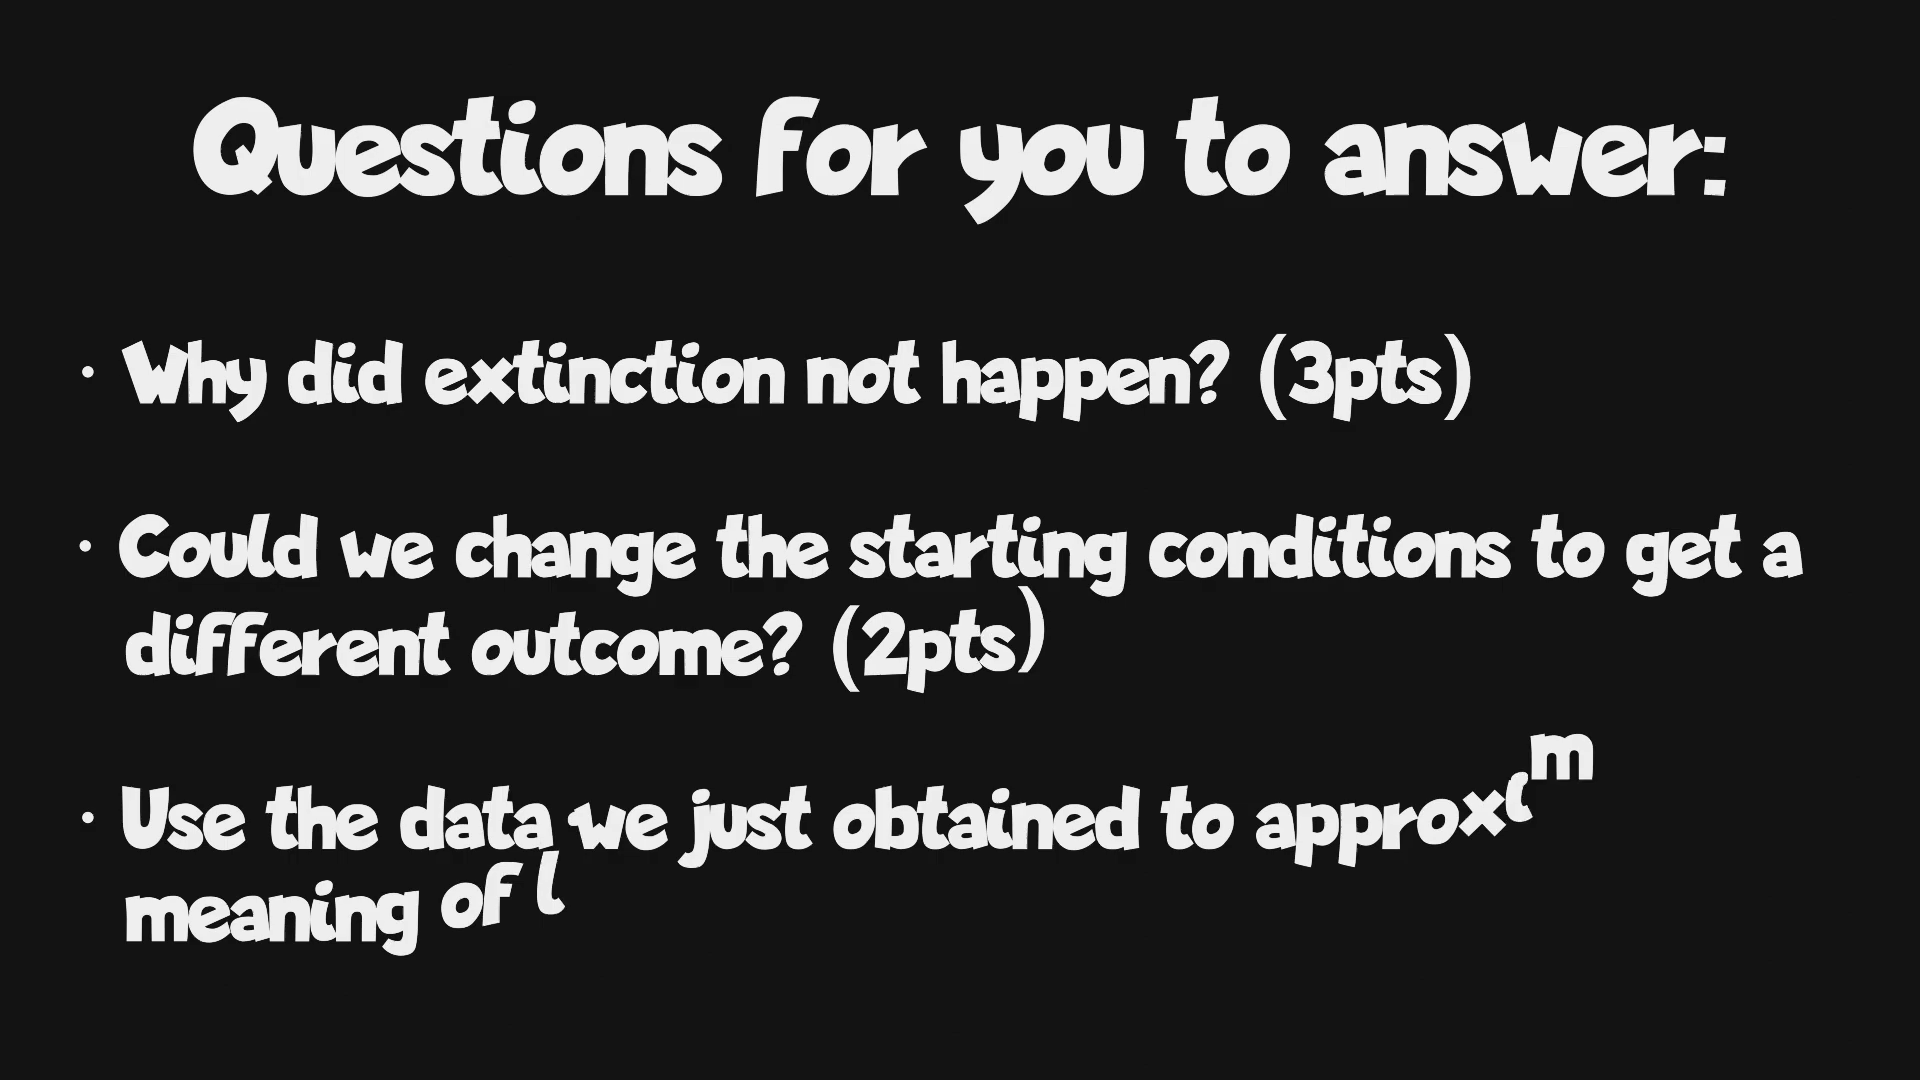 Questions for you to answer:
• Why did extinction not happen? (3pts)
• Could we change the starting conditions to get a
different outcome? (2pts)
• Use the data we just obtained to approxim
meaning of l